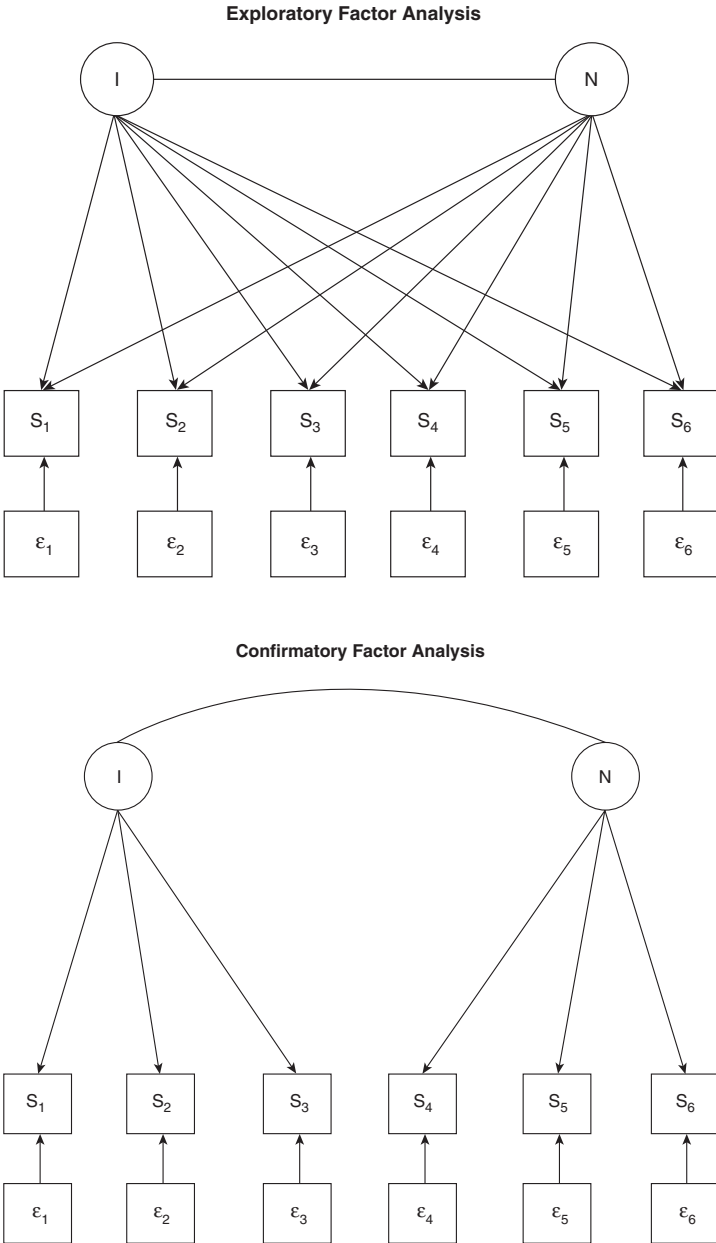 Exploratory Factor Analysis
I N
S₁ S₂ S₃ S₄ S₅ S₆
ε₁ ε₂ ε₃ ε₄ ε₅ ε₆
Confirmatory Factor Analysis
I N
S₁ S₂ S₃ S₄ S₅ S₆
ε₁ ε₂ ε₃ ε₄ ε₅ ε₆